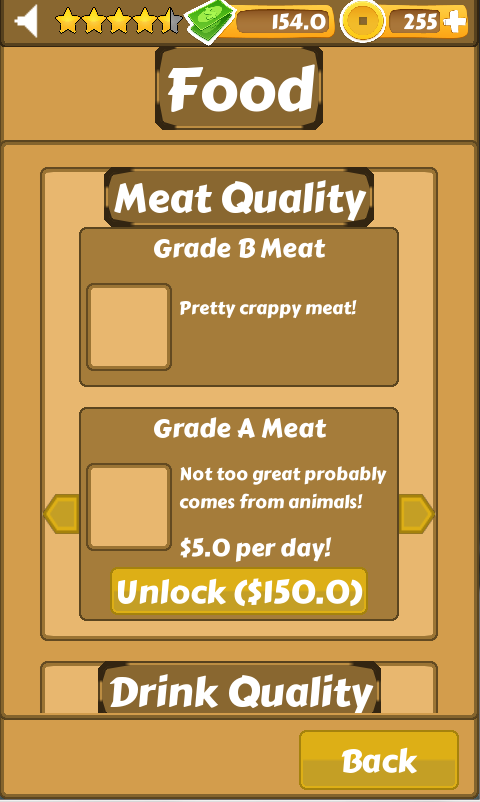 154.0
255
Food
Meat Quality
Grade B Meat
Pretty crappy meat!
Grade A Meat
Not too great probably
comes from animals!
$5.0 per day!
Unlock ($150.0)
Drink Quality
Back